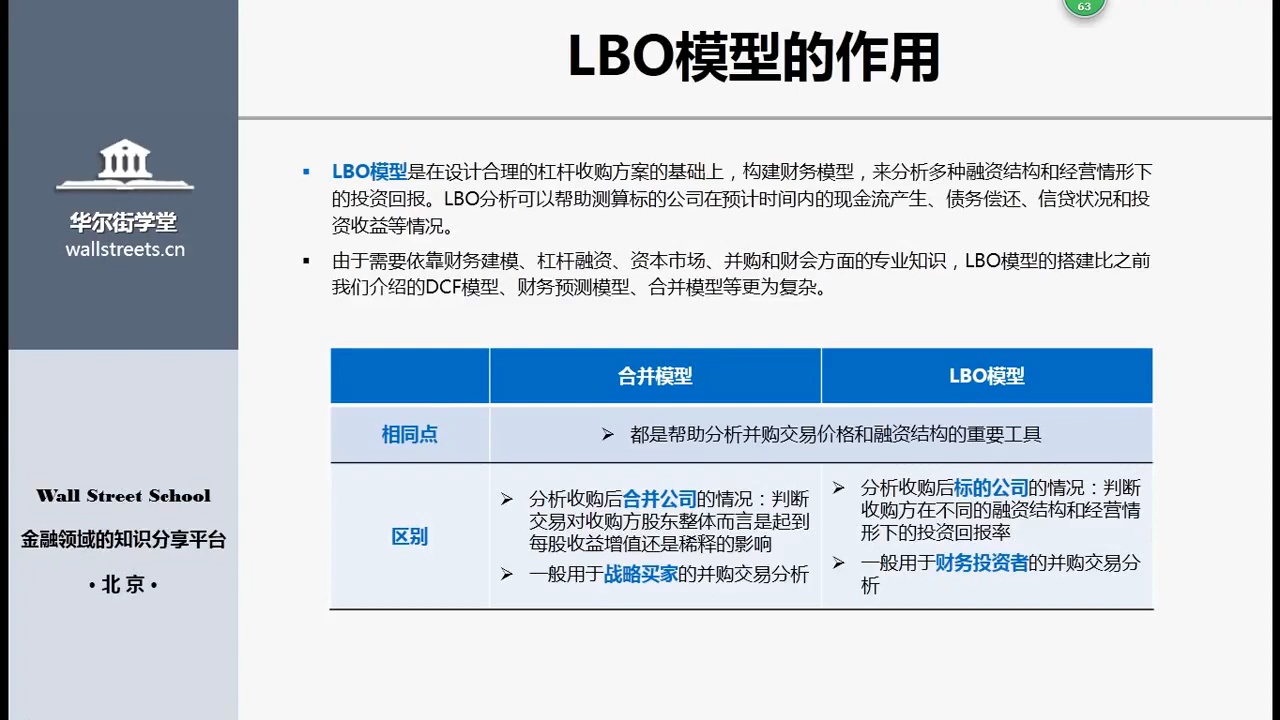 63
LBO模型的作用
华尔街学堂
wallstreets.cn
Wall Street School
金融领域的知识分享平台
·北京·
▪ LBO模型是在设计合理的杠杆收购方案的基础上，构建财务模型，来分析多种融资结构和经营情形下
的投资回报。LBO分析可以帮助测算标的公司在预计时间内的现金流产生、债务偿还、信贷状况和投
资收益等情况。
▪ 由于需要依靠财务建模、杠杆融资、资本市场、并购和财会方面的专业知识，LBO模型的搭建比之前
我们介绍的DCF模型、财务预测模型、合并模型等更为复杂。
合并模型
LBO模型
相同点
➢ 都是帮助分析并购交易价格和融资结构的重要工具
区别
➢ 分析收购后合并公司的情况：判断
交易对收购方股东整体而言是起到
每股收益增值还是稀释的影响
➢ 一般用于战略买家的并购交易分析
➢ 分析收购后标的公司的情况：判断
收购方在不同的融资结构和经营情
形下的投资回报率
➢ 一般用于财务投资者的并购交易分
析